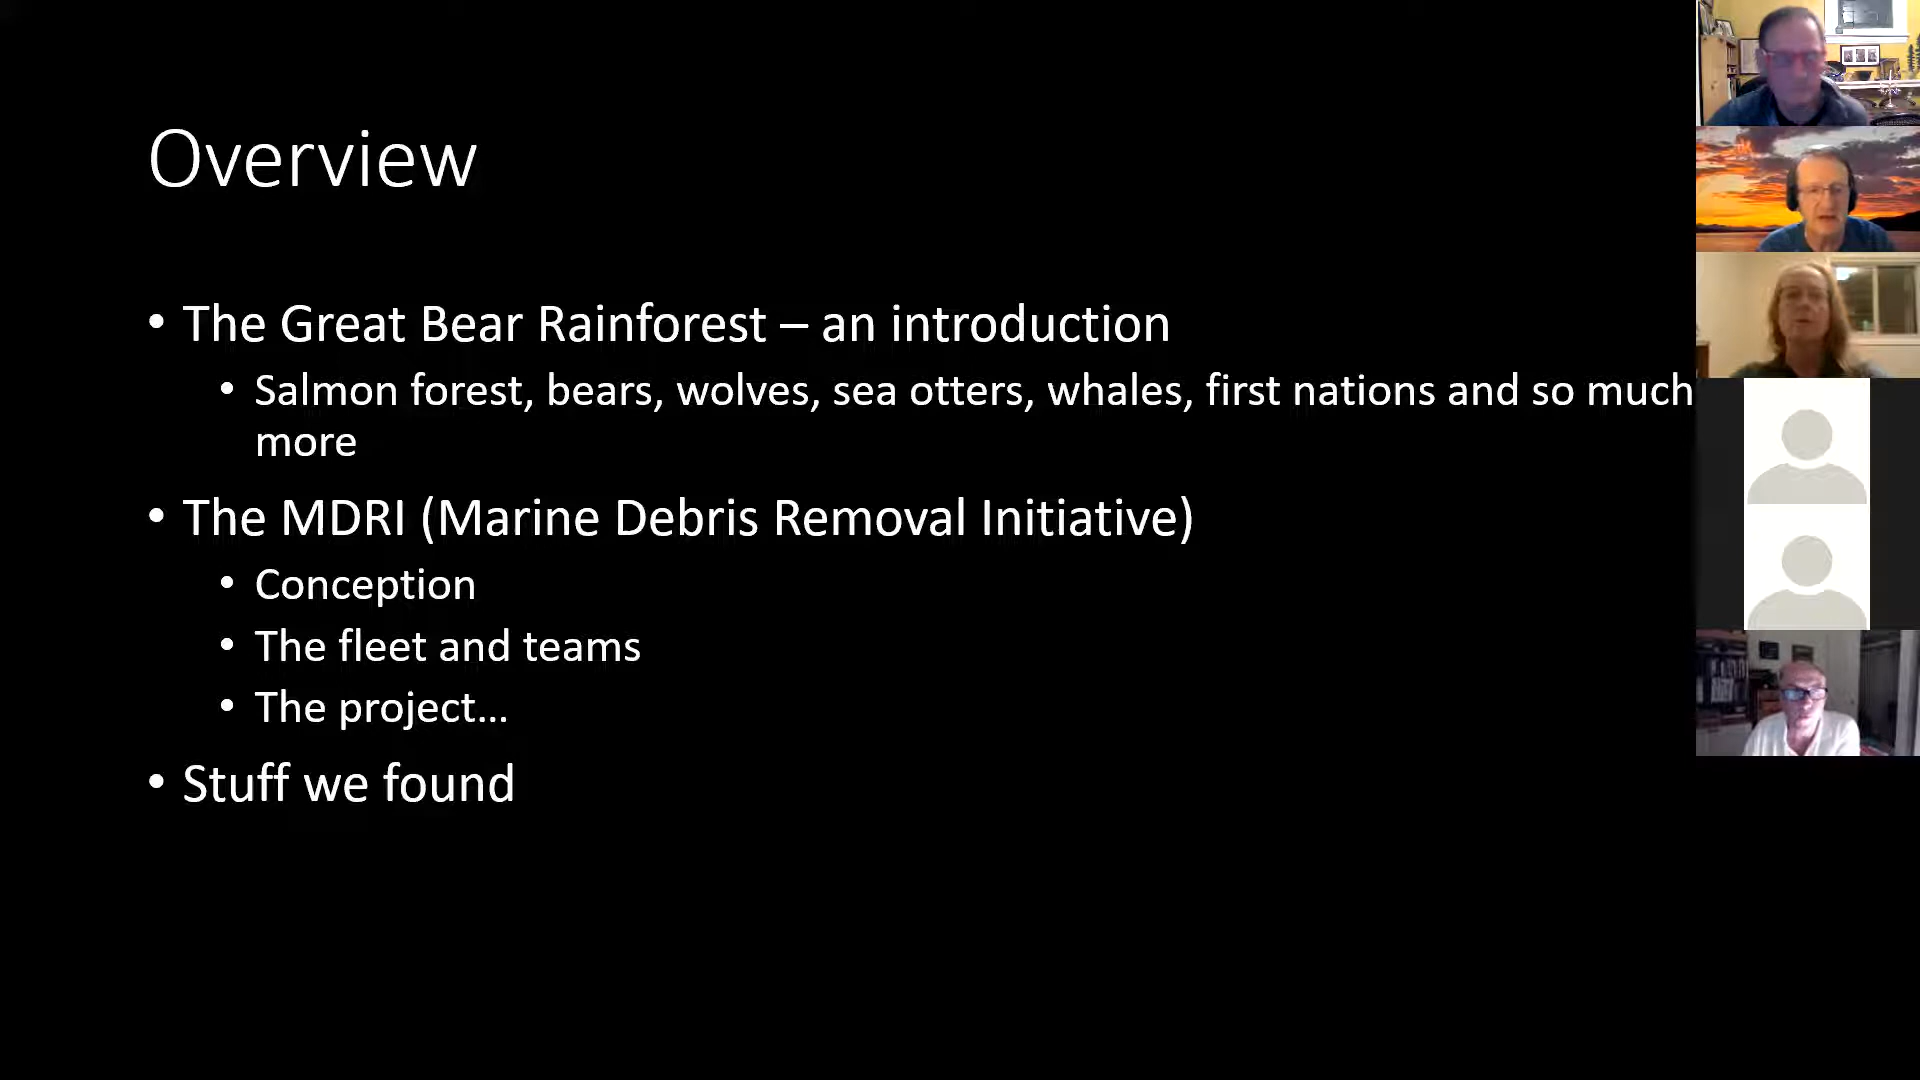 Overview
• The Great Bear Rainforest – an introduction
• Salmon forest, bears, wolves, sea otters, whales, first nations and so much
more
• The MDRI (Marine Debris Removal Initiative)
• Conception
• The fleet and teams
• The project…
• Stuff we found